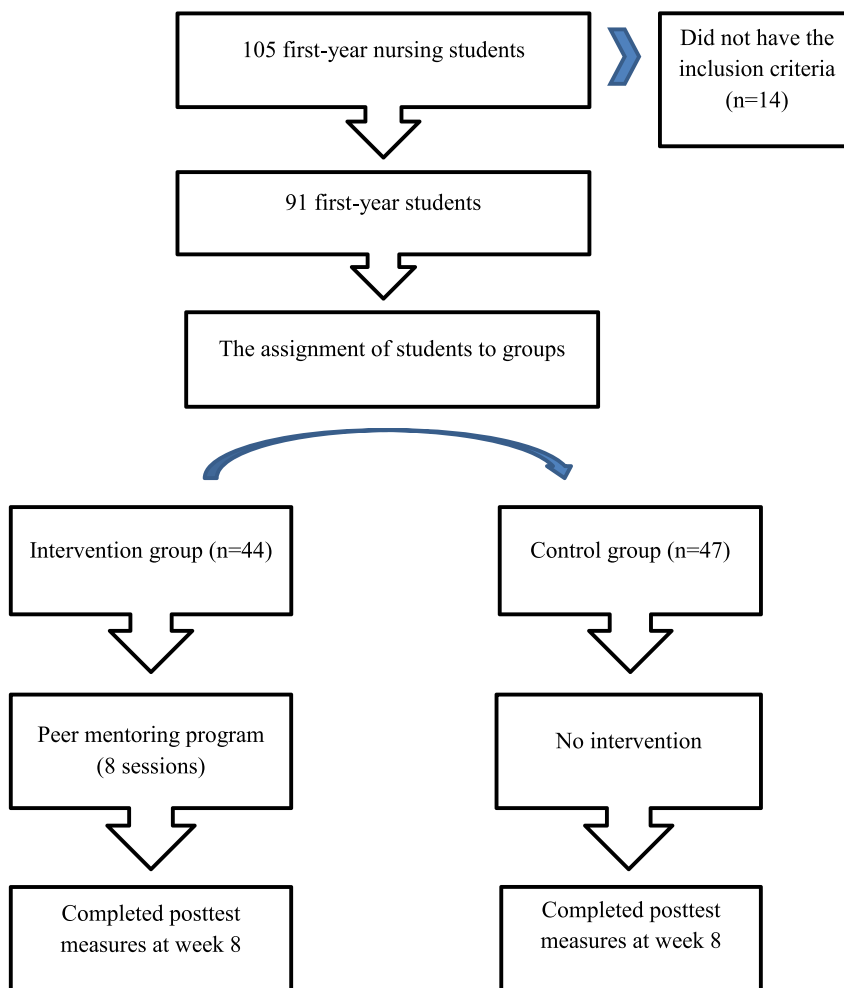 105 first-year nursing students
Did not have the
inclusion criteria
(n=14)
91 first-year students
The assignment of students to groups
Intervention group (n=44)
Control group (n=47)
Peer mentoring program
(8 sessions)
No intervention
Completed posttest
measures at week 8
Completed posttest
measures at week 8